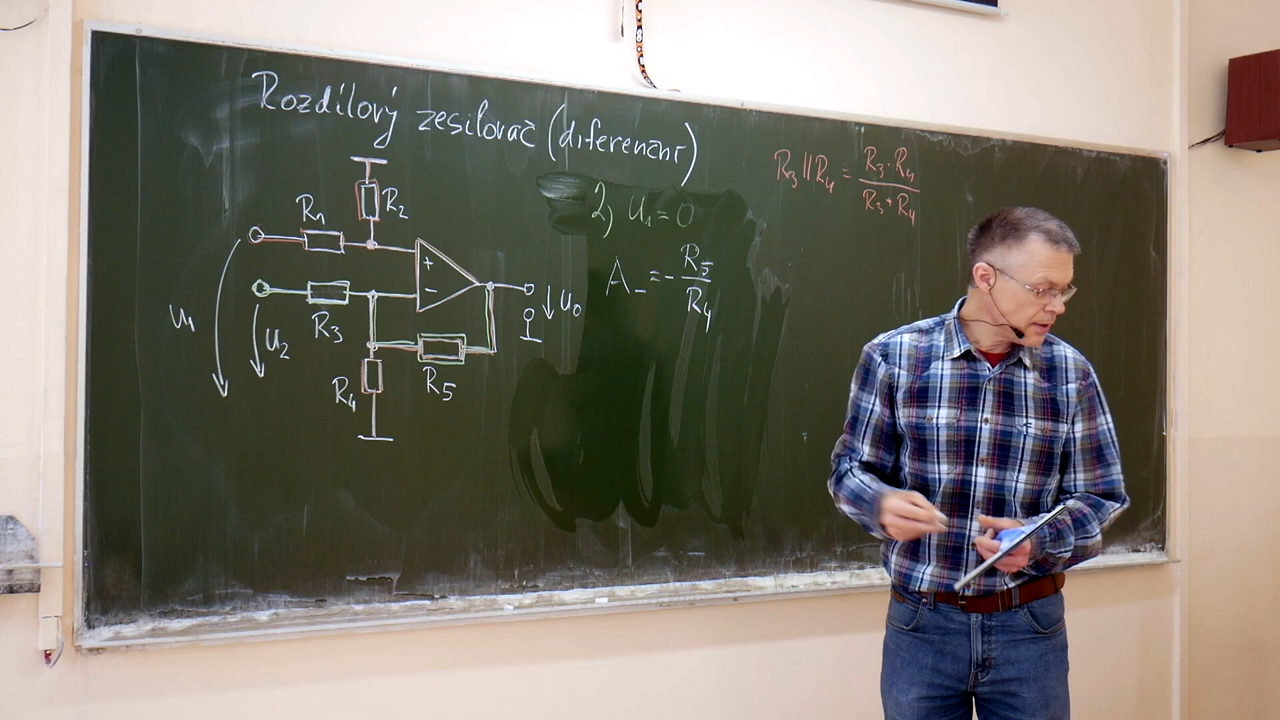 Rozdílový zesilovač (diferenční)
R₃||R₄ = R₃·R₄ / R₃+R₄
2) u₁=0
A₋ = - R₅ / R₄
R₁
R₂
+
-
R₃
u₁
u₂
u₀
R₄
R₅